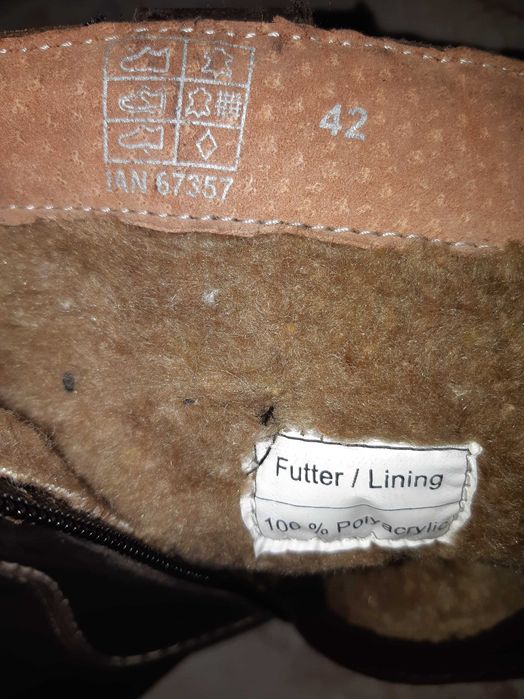 42
IAN 67357
Futter / Lining
100 % Polyacrylic